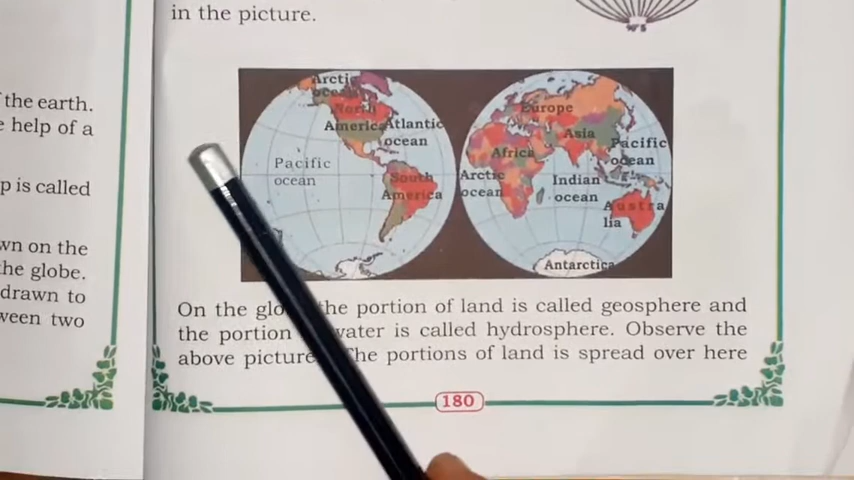 the earth.
help of a
p is called
wn on the
he globe.
drawn to
ween two
in the picture.
90°S
Arctic
ocean
North
America
Atlantic
ocean
Pacific
ocean
South
America
Europe
Asia
Africa
Pacific
ocean
Arctic
ocean
Indian
ocean
Austra
lia
Antarctica
On the glo the portion of land is called geosphere and
the portion water is called hydrosphere. Observe the
above picture The portions of land is spread over here
180